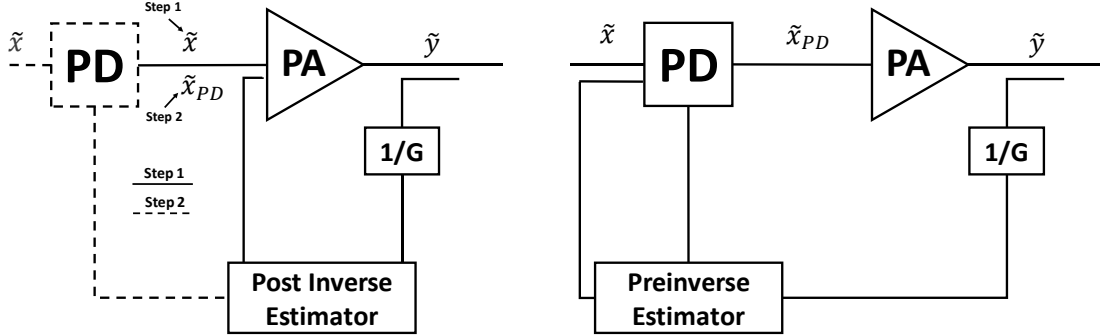 Step 1
x̃
PD
x̃
PA
ỹ
x̃_PD
Step 2
1/G
Step 1
Step 2
Post Inverse
Estimator
x̃
PD
x̃_PD
PA
ỹ
1/G
Preinverse
Estimator